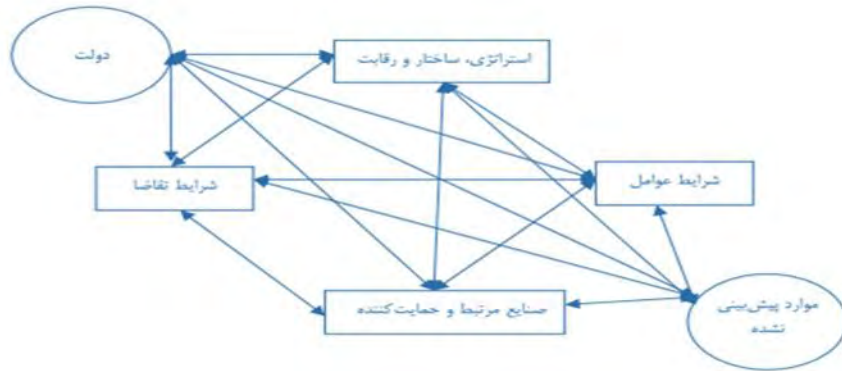 دولت
استراتژی، ساختار و رقابت
شرایط تقاضا
شرایط عوامل
صنایع مرتبط و حمایت‌کننده
موارد پیش‌بینی
نشده